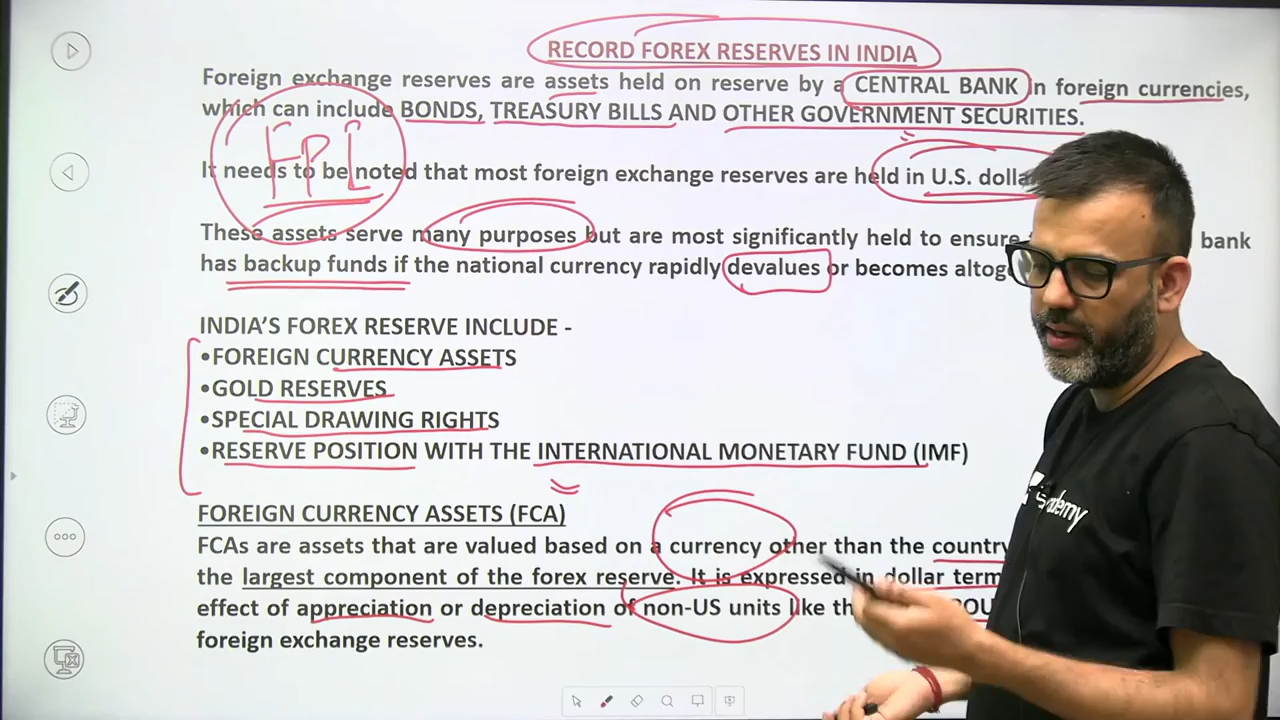 RECORD FOREX RESERVES IN INDIA
Foreign exchange reserves are assets held on reserve by a CENTRAL BANK in foreign currencies,
which can include BONDS, TREASURY BILLS AND OTHER GOVERNMENT SECURITIES.
FPI
It needs to be noted that most foreign exchange reserves are held in U.S.
These assets serve many purposes but are most significantly held to ensure bank
has backup funds if the national currency rapidly devalues or becomes
INDIA'S FOREX RESERVE INCLUDE -
•FOREIGN CURRENCY ASSETS
•GOLD RESERVES
•SPECIAL DRAWING RIGHTS
•RESERVE POSITION WITH THE INTERNATIONAL MONETARY FUND (IMF)
FOREIGN CURRENCY ASSETS (FCA)
FCAs are assets that are valued based on a currency other than the country
the largest component of the forex reserve. It is expressed in dollar
effect of appreciation or depreciation of non-US units like
foreign exchange reserves.